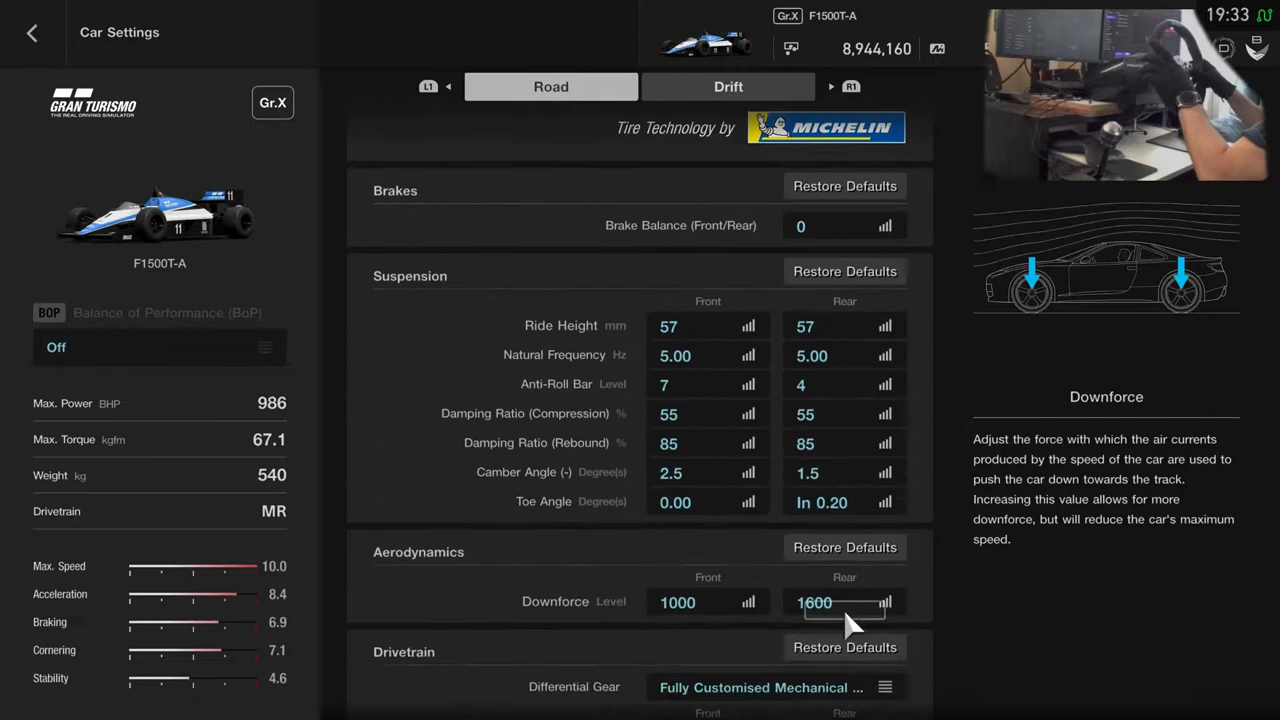 Car Settings
Gr.X F1500T-A
8,944,160
19:33
GRAN TURISMO
THE REAL DRIVING SIMULATOR
Gr.X
L1 Road Drift R1
Tire Technology by MICHELIN
F1500T-A
BOP Balance of Performance (BoP)
Off
Max. Power BHP 986
Max. Torque kgfm 67.1
Weight kg 540
Drivetrain MR
Max. Speed 10.0
Acceleration 8.4
Braking 6.9
Cornering 7.1
Stability 4.6
Brakes Restore Defaults
Brake Balance (Front/Rear) 0
Suspension Restore Defaults
Front Rear
Ride Height mm 57 57
Natural Frequency Hz 5.00 5.00
Anti-Roll Bar Level 7 4
Damping Ratio (Compression) % 55 55
Damping Ratio (Rebound) % 85 85
Camber Angle (-) Degree(s) 2.5 1.5
Toe Angle Degree(s) 0.00 In 0.20
Aerodynamics Restore Defaults
Front Rear
Downforce Level 1000 1600
Drivetrain Restore Defaults
Differential Gear Fully Customised Mechanical ...
Front Rear
Downforce
Adjust the force with which the air currents
produced by the speed of the car are used to
push the car down towards the track.
Increasing this value allows for more
downforce, but will reduce the car's maximum
speed.